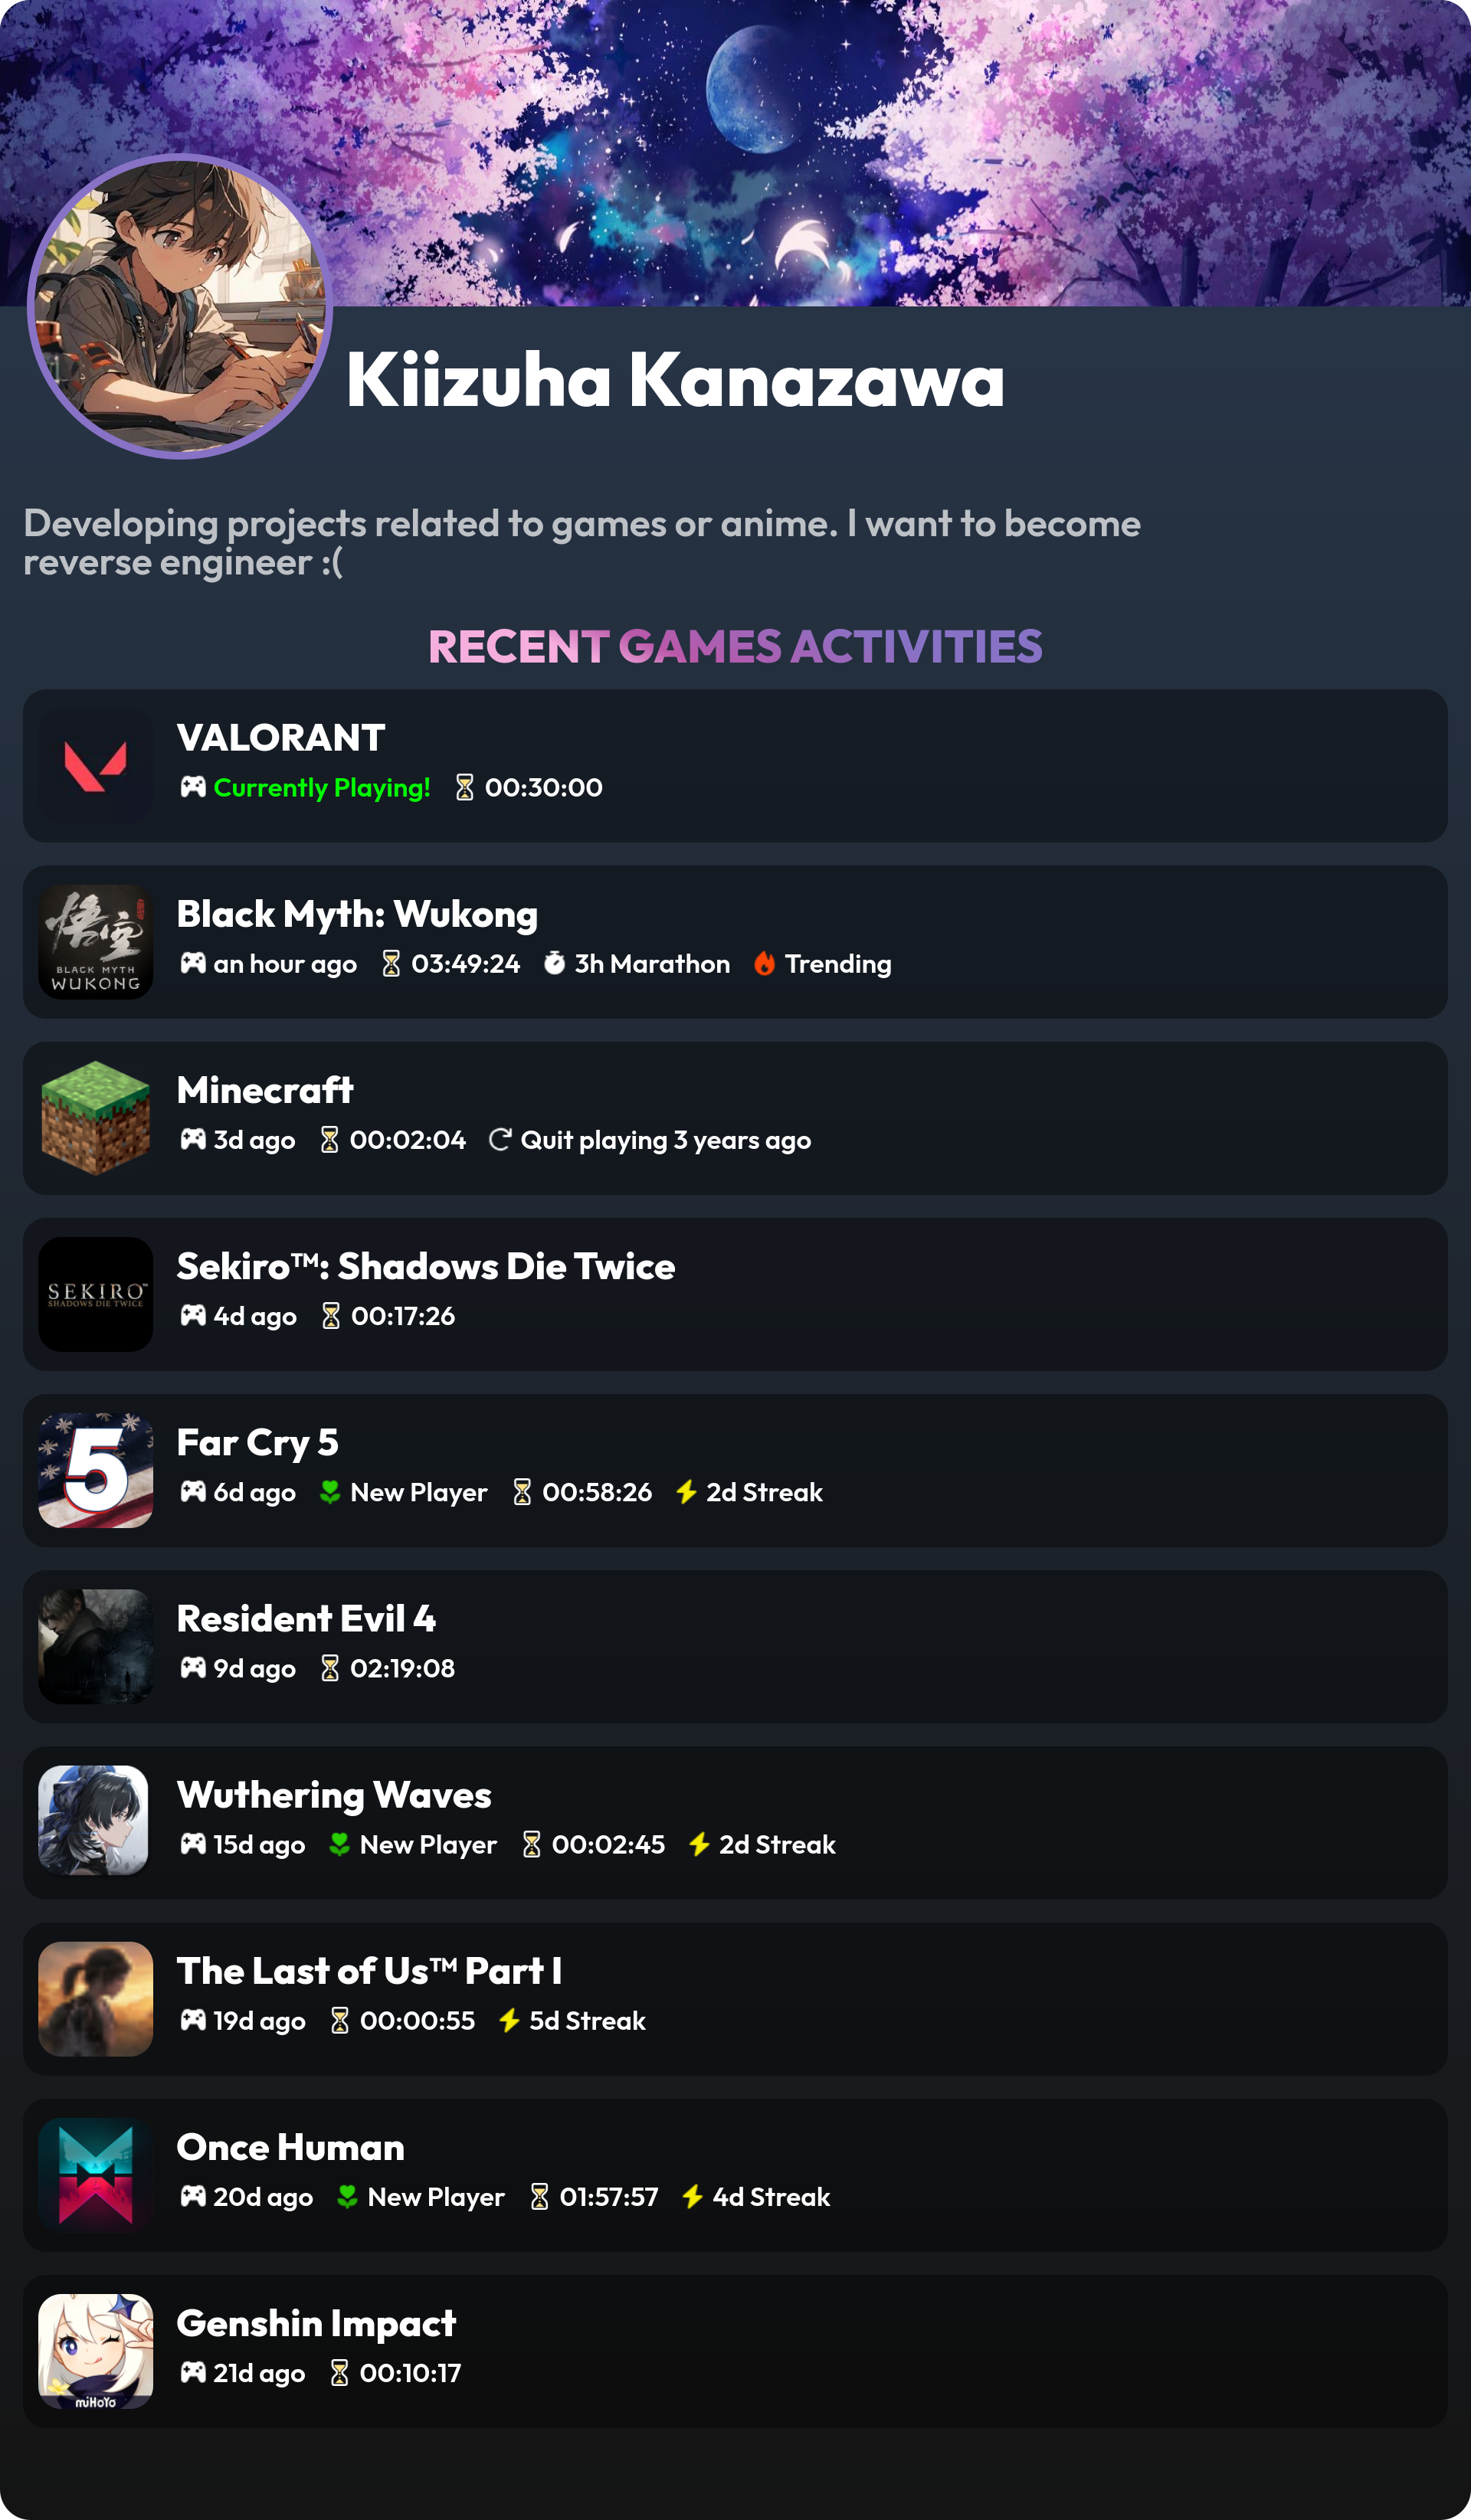 Kiizuha Kanazawa
Developing projects related to games or anime. I want to become
reverse engineer :(
RECENT GAMES ACTIVITIES
VALORANT
Currently Playing! 00:30:00
悟空
BLACK MYTH
WUKONG
Black Myth: Wukong
an hour ago 03:49:24 3h Marathon Trending
Minecraft
3d ago 00:02:04 Quit playing 3 years ago
SEKIRO™
SHADOWS DIE TWICE
Sekiro™: Shadows Die Twice
4d ago 00:17:26
5
Far Cry 5
6d ago New Player 00:58:26 2d Streak
Resident Evil 4
9d ago 02:19:08
Wuthering Waves
15d ago New Player 00:02:45 2d Streak
The Last of Us™ Part I
19d ago 00:00:55 5d Streak
Once Human
20d ago New Player 01:57:57 4d Streak
miHoYo
Genshin Impact
21d ago 00:10:17